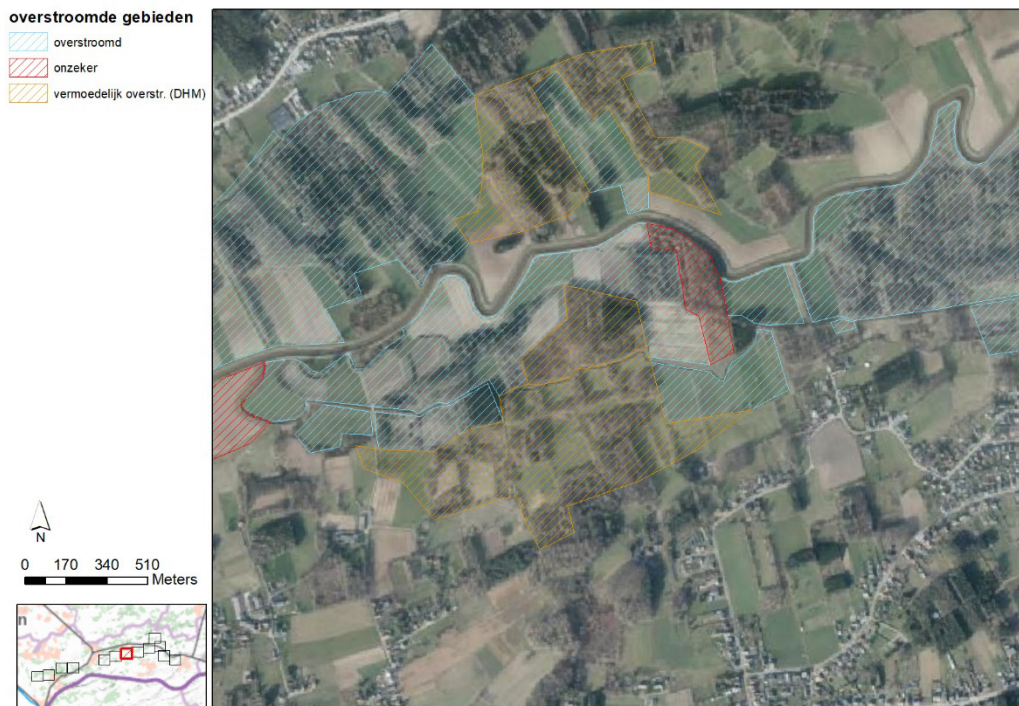 overstroomde gebieden
overstroomd
onzeker
vermoedelijk overstr. (DHM)
N
0 170 340 510
Meters
n